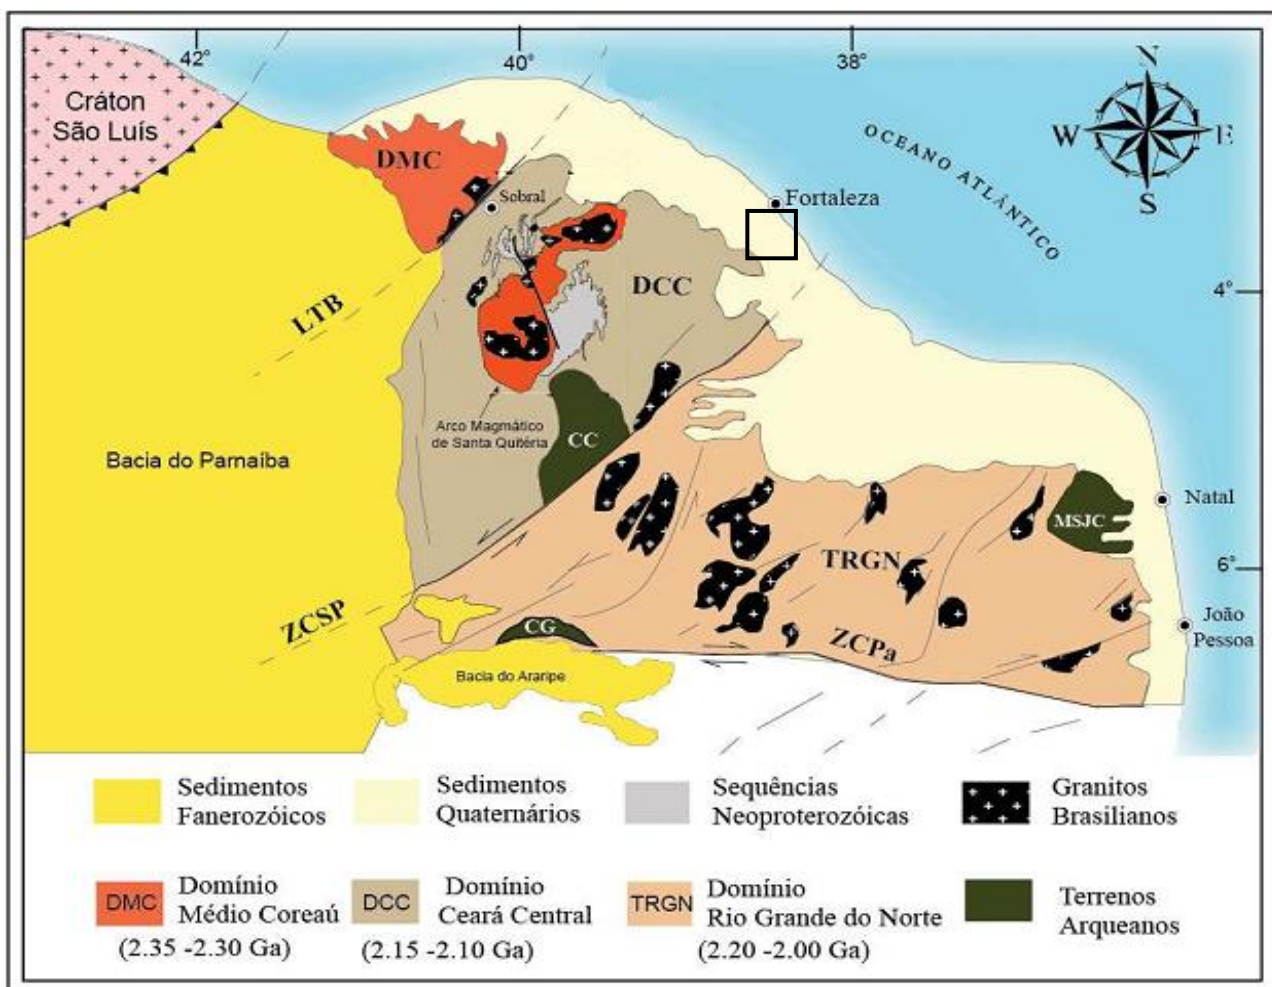 42°
40°
38°
Cráton
São Luís
DMC
Sobral
Fortaleza
OCEANO ATLÂNTICO
N
W
E
S
LTB
DCC
4°
Arco Magmático
de Santa Quitéria
CC
Bacia do Parnaíba
Natal
MSJC
TRGN
6°
ZCSP
CG
ZCPa
João
Pessoa
Bacia do Araripe
Sedimentos
Fanerozóicos
Sedimentos
Quaternários
Sequências
Neoproterozóicas
Granitos
Brasilianos
DMC
Domínio
Médio Coreaú
(2.35 -2.30 Ga)
DCC
Domínio
Ceará Central
(2.15 -2.10 Ga)
TRGN
Domínio
Rio Grande do Norte
(2.20 -2.00 Ga)
Terrenos
Arqueanos